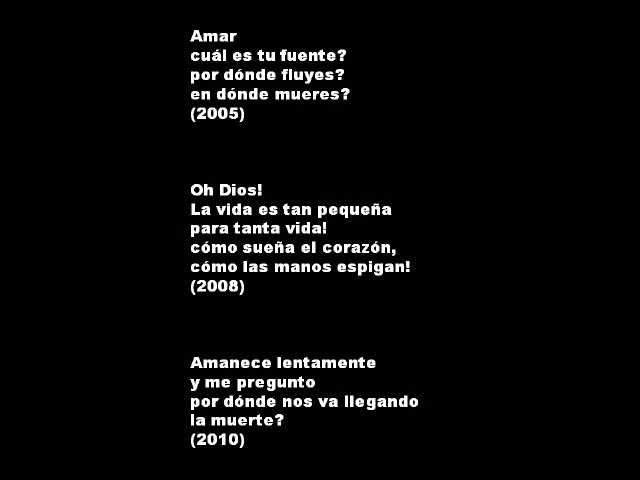 Amar
cuál es tu fuente?
por dónde fluyes?
en dónde mueres?
(2005)
Oh Dios!
La vida es tan pequeña
para tanta vida!
cómo sueña el corazón,
cómo las manos espigan!
(2008)
Amanece lentamente
y me pregunto
por dónde nos va llegando
la muerte?
(2010)